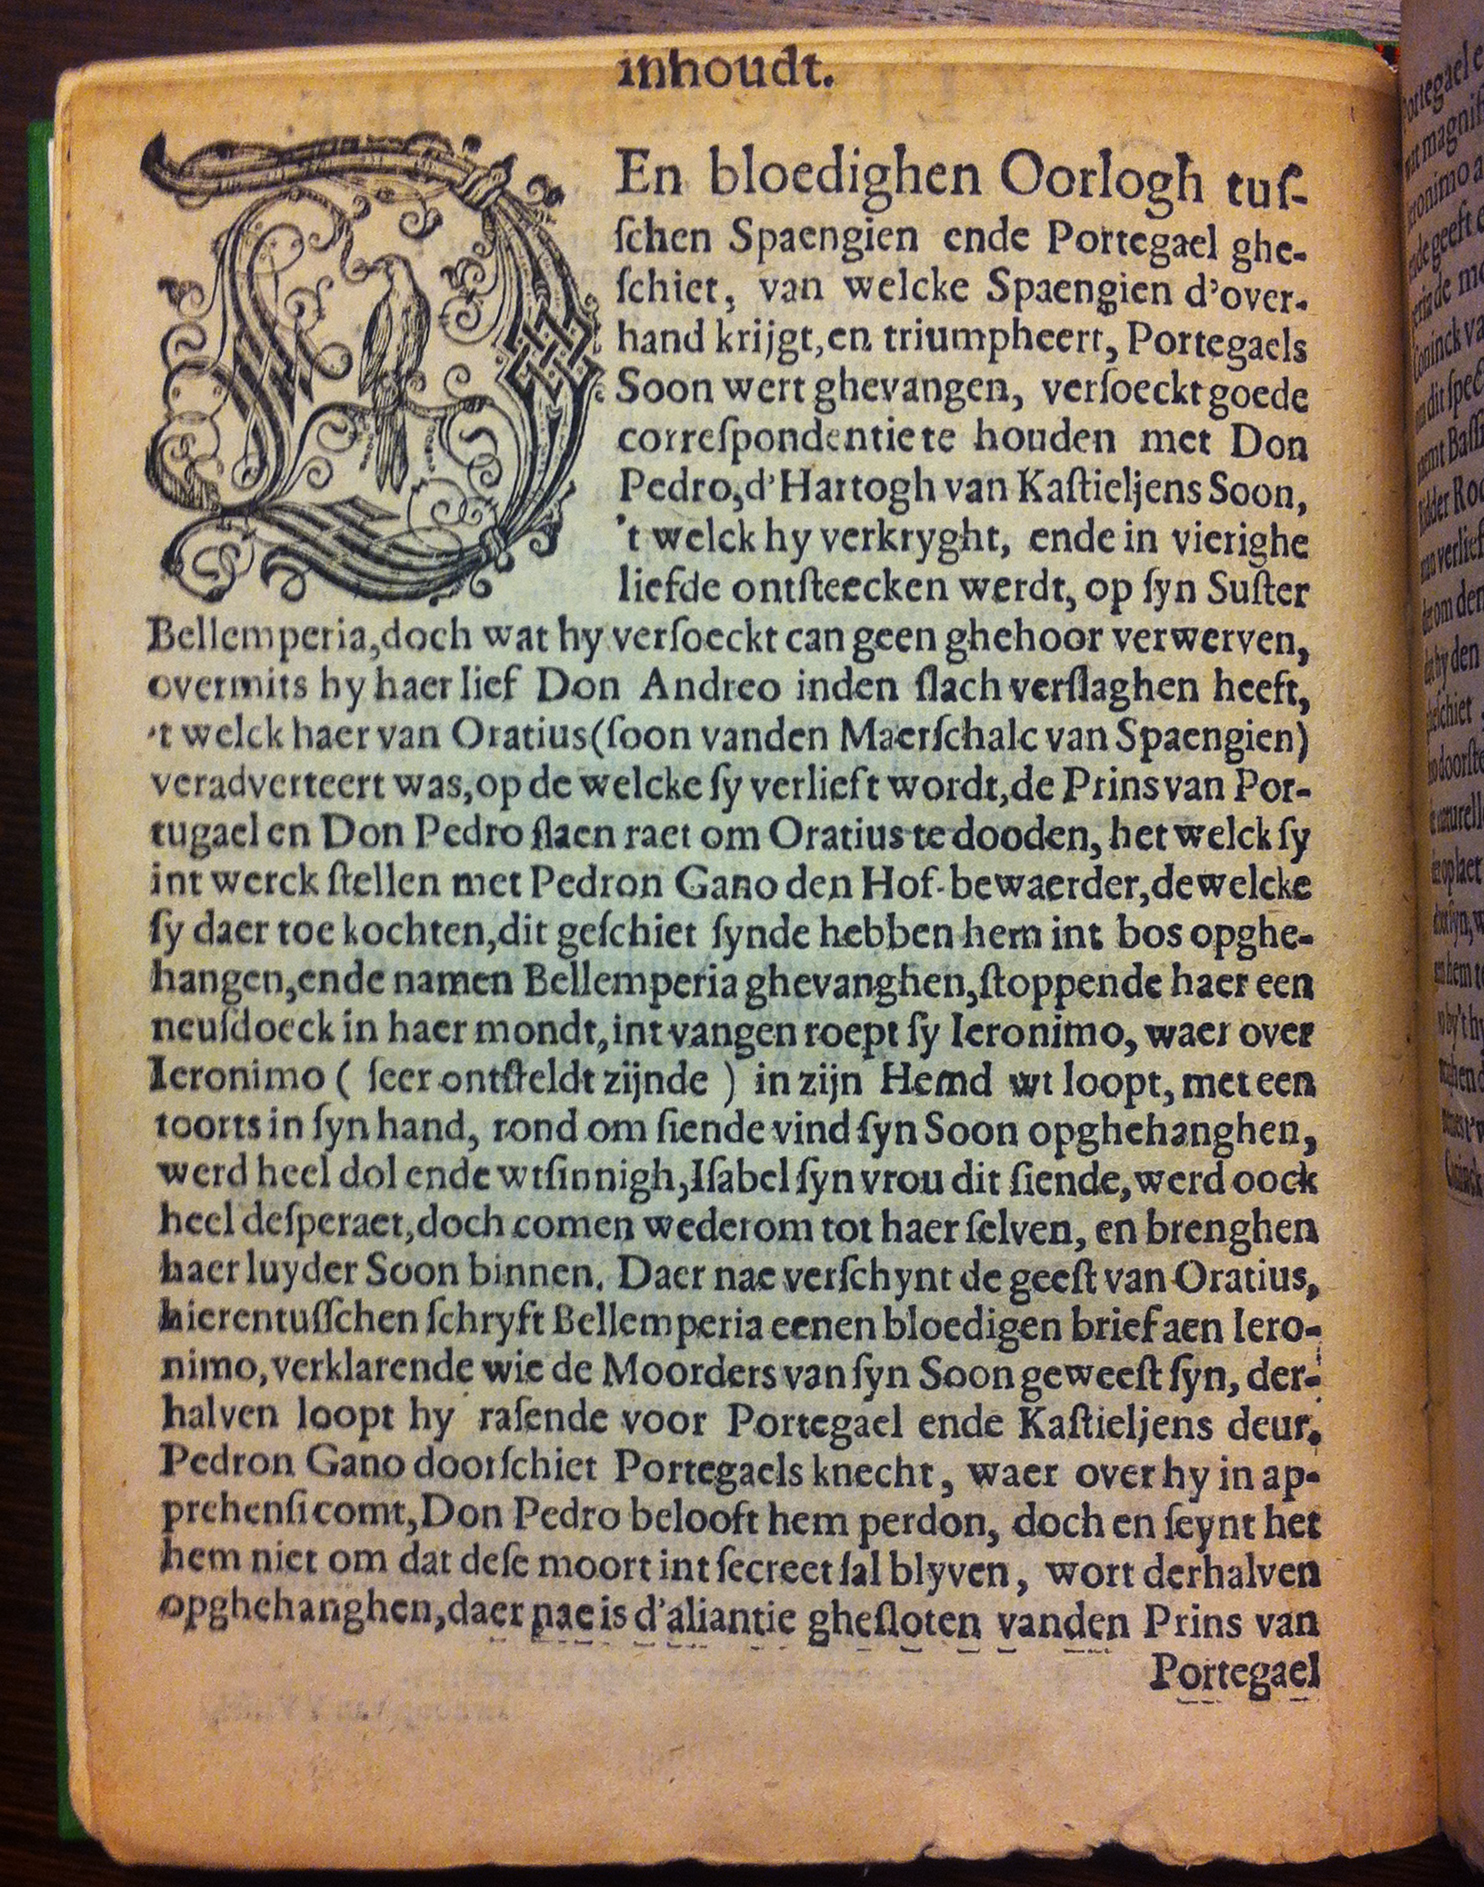 inhoudt.
DEn bloedighen Oorlogh tuſ-
ſchen Spaengien ende Portegael ghe-
ſchiet, van welcke Spaengien d'over-
hand krijgt, en triumpheert, Portegaels
Soon wert ghevangen, verſoeckt goede
correſpondentie te houden met Don
Pedro, d'Hartogh van Kaſtieljens Soon,
't welck hy verkryght, ende in vierighe
liefde ontſteecken werdt, op ſyn Suſter
Bellemperia, doch wat hy verſoeckt can geen ghehoor verwerven,
overmits hy haer lief Don Andreo inden ſlach verſlaghen heeft,
't welck haer van Oratius (ſoon vanden Maerſchalc van Spaengien)
veradverteert was, op de welcke ſy verlieft wordt, de Prins van Por-
tugael en Don Pedro ſlaen raet om Oratius te dooden, het welck ſy
int werck ſtellen met Pedron Gano den Hof-bewaerder, de welcke
ſy daer toe kochten, dit geſchiet ſynde hebben hem int bos opghe-
hangen, ende namen Bellemperia ghevanghen, ſtoppende haer een
neuſdoeck in haer mondt, int vangen roept ſy Ieronimo, waer over
Ieronimo ( ſeer ontſteldt zijnde ) in zijn Hemd wt loopt, met een
toorts in ſyn hand, rond om ſiende vind ſyn Soon opghehanghen,
werd heel dol ende wtſinnigh, Iſabel ſyn vrou dit ſiende, werd oock
heel deſperaet, doch comen wederom tot haer ſelven, en brenghen
haer luyder Soon binnen. Daer nae verſchynt de geeſt van Oratius,
hierentuſſchen ſchryft Bellemperia eenen bloedigen brief aen Iero-
nimo, verklarende wie de Moorders van ſyn Soon geweeſt ſyn, der-
halven loopt hy raſende voor Portegael ende Kaſtieljens deur.
Pedron Gano doorſchiet Portegaels knecht, waer over hy in ap-
prehenſi comt, Don Pedro belooft hem perdon, doch en ſeynt het
hem niet om dat deſe moort int ſecreet ſal blyven, wort derhalven
opghehanghen, daer nae is d'aliantie gheſloten vanden Prins van
Portegael